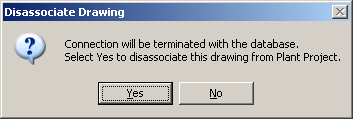 Disassociate Drawing
Connection will be terminated with the database.
Select Yes to disassociate this drawing from Plant Project.
Yes
No